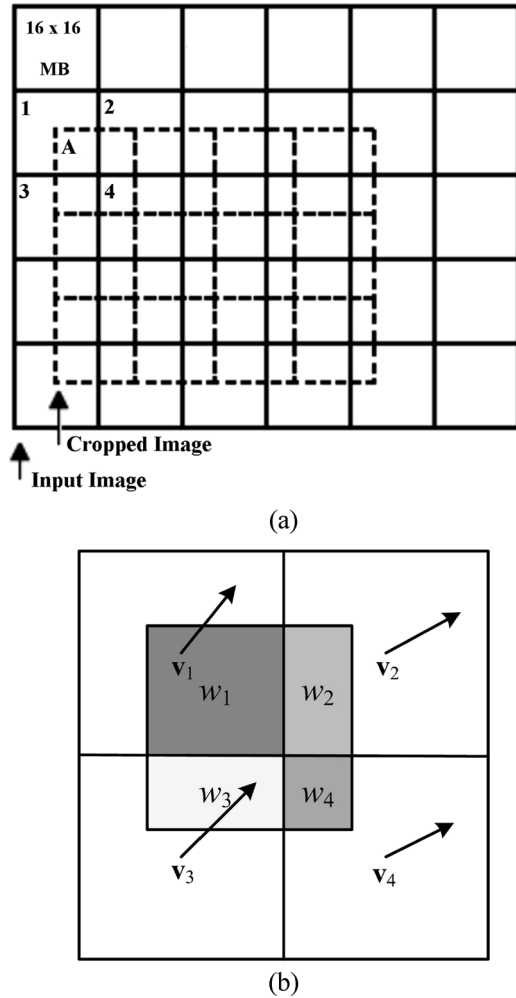 16 x 16
MB
1 2
A
3 4
Cropped Image
Input Image
(a)
v1 v2
w1 w2
w3 w4
v3 v4
(b)